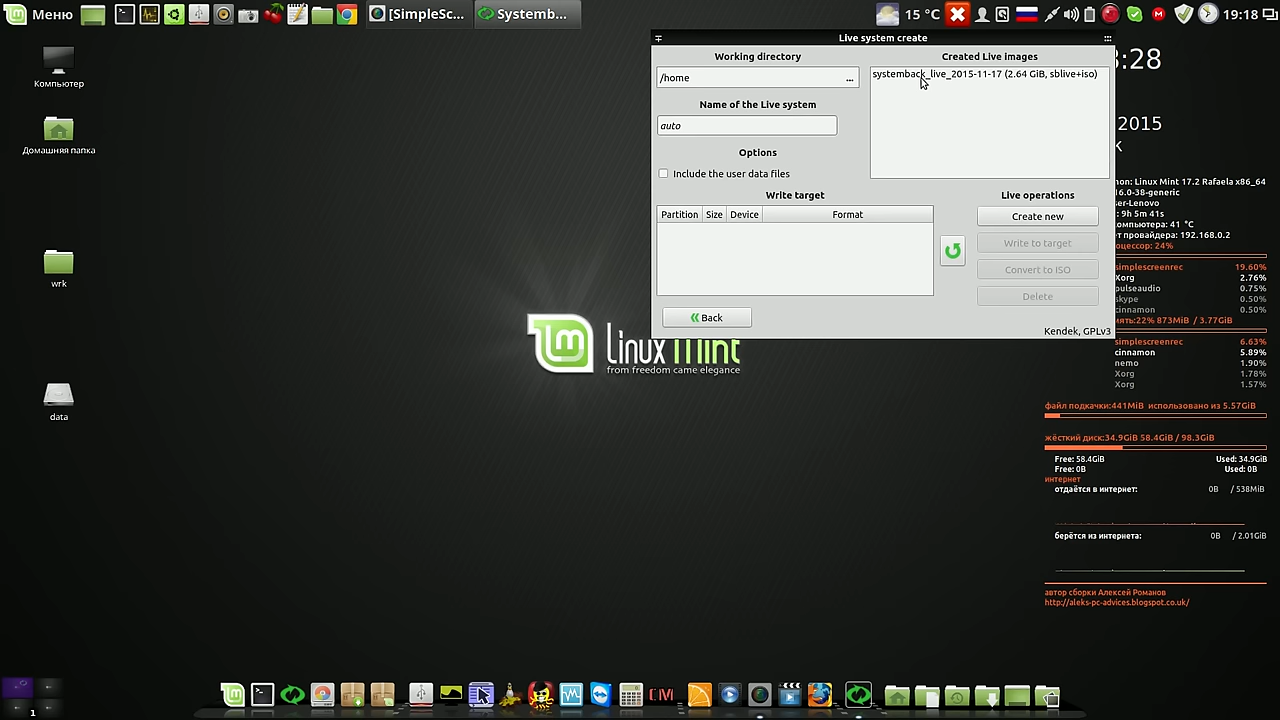 Меню
[SimpleSc...
Systemb...
15 °C
19:18
Компьютер
Домашняя папка
wrk
data
Live system create
Working directory
/home
...
Name of the Live system
auto
Options
Include the user data files
Write target
Partition Size Device Format
Back
Created Live images
systemback_live_2015-11-17 (2.64 GiB, sblive+iso)
Live operations
Create new
Write to target
Convert to ISO
Delete
Kendek, GPLv3
Linux Mint
from freedom came elegance
:28
2015
Linux Mint 17.2 Rafaela x86_64
-38-generic
-Lenovo
: 9h 5m 41s
компьютера: 41 °C
провайдера: 192.168.0.2
24%
simplescreenrec 19.60%
Xorg 2.76%
pulseaudio 0.75%
skype 0.50%
cinnamon 0.50%
22% 873MiB / 3.77GiB
simplescreenrec 6.63%
cinnamon 5.89%
nemo 1.90%
Xorg 1.78%
Xorg 1.57%
файл подкачки:441MiB использовано из 5.57GiB
жёсткий диск:34.9GiB 58.4GiB / 98.3GiB
Free: 58.4GiB Used: 34.9GiB
Free: 0B Used: 0B
интернет
отдаётся в интернет: 0B / 538MiB
берётся из интернета: 0B / 2.01GiB
автор сборки Алексей Романов
http://aleks-pc-advices.blogspot.co.uk/
1